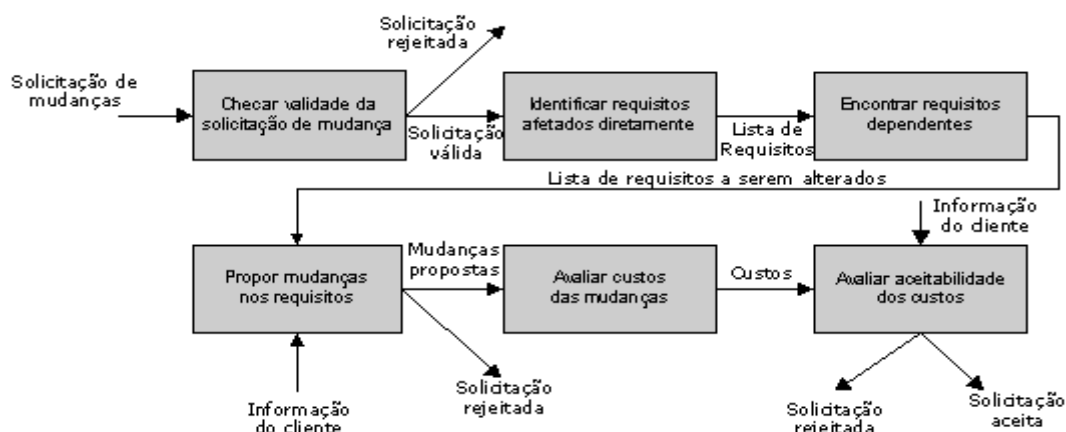 Solicitação
rejeitada
Solicitação de
mudanças
Checar validade da
solicitação de mudança
Solicitação
válida
Identificar requisitos
afetados diretamente
Lista de
Requisitos
Encontrar requisitos
dependentes
Lista de requisitos a serem alterados
Informação
do cliente
Propor mudanças
nos requisitos
Mudanças
propostas
Avaliar custos
das mudanças
Custos
Avaliar aceitabilidade
dos custos
Informação
do cliente
Solicitação
rejeitada
Solicitação
rejeitada
Solicitação
aceita